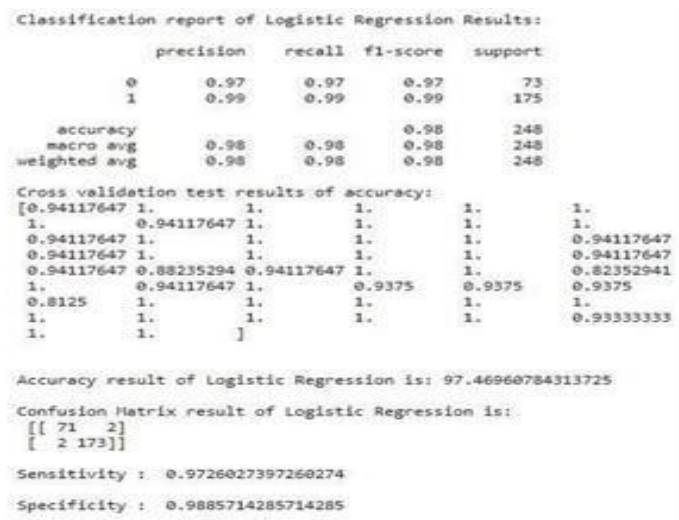 Classification report of Logistic Regression Results:
precision recall f1-score support
0 0.97 0.97 0.97 73
1 0.99 0.99 0.99 175
accuracy 0.98 248
macro avg 0.98 0.98 0.98 248
weighted avg 0.98 0.98 0.98 248
Cross validation test results of accuracy:
[0.94117647 1. 1. 1. 1. 1.
1. 0.94117647 1. 1. 1. 1.
0.94117647 1. 1. 1. 1. 0.94117647
0.94117647 1. 1. 1. 1. 0.94117647
0.94117647 0.88235294 0.94117647 1. 1. 0.82352941
1. 0.94117647 1. 0.9375 0.9375 0.9375
0.8125 1. 1. 1. 1. 1.
1. 1. 1. 1. 1. 0.93333333
1. 1. ]
Accuracy result of Logistic Regression is: 97.46960784313725
Confusion Matrix result of Logistic Regression is:
[[ 71 2]
[ 2 173]]
Sensitivity : 0.9726027397260274
Specificity : 0.9885714285714285